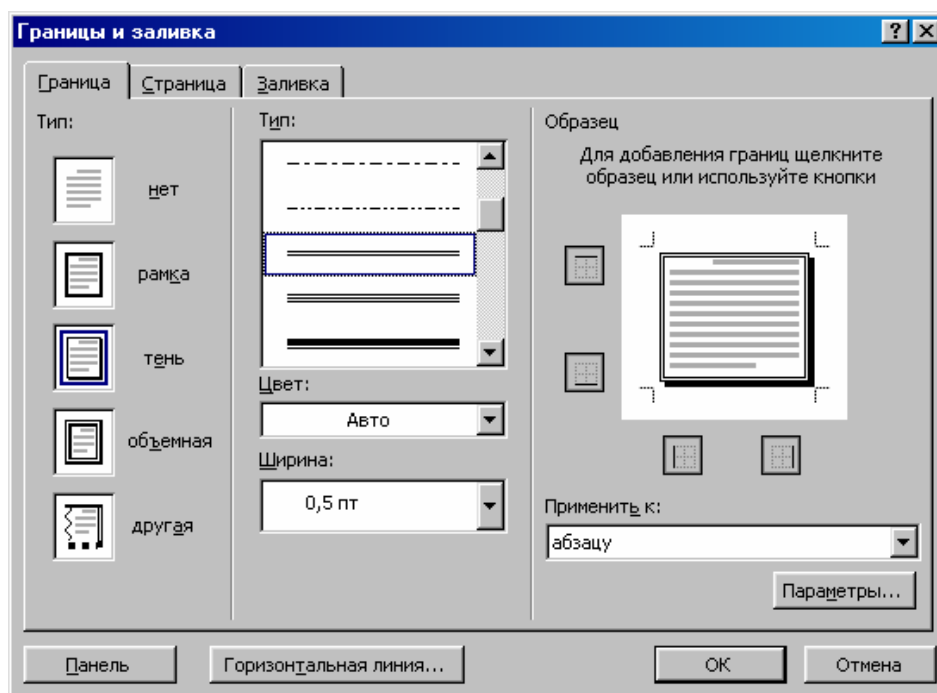 Границы и заливка
Граница
Страница
Заливка
Тип:
нет
рамка
тень
объемная
другая
Тип:
Цвет:
Авто
Ширина:
0,5 пт
Образец
Для добавления границ щелкните
образец или используйте кнопки
Применить к:
абзацу
Параметры...
Панель
Горизонтальная линия...
ОК
Отмена